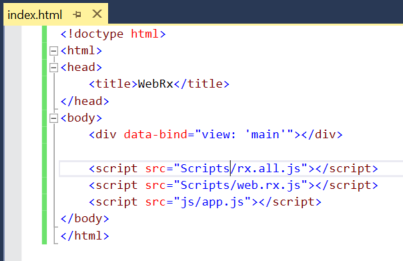 index.html
<!doctype html>
<html>
<head>
    <title>WebRx</title>
</head>
<body>
    <div data-bind="view: 'main'"></div>

    <script src="Scripts/rx.all.js"></script>
    <script src="Scripts/web.rx.js"></script>
    <script src="js/app.js"></script>
</body>
</html>